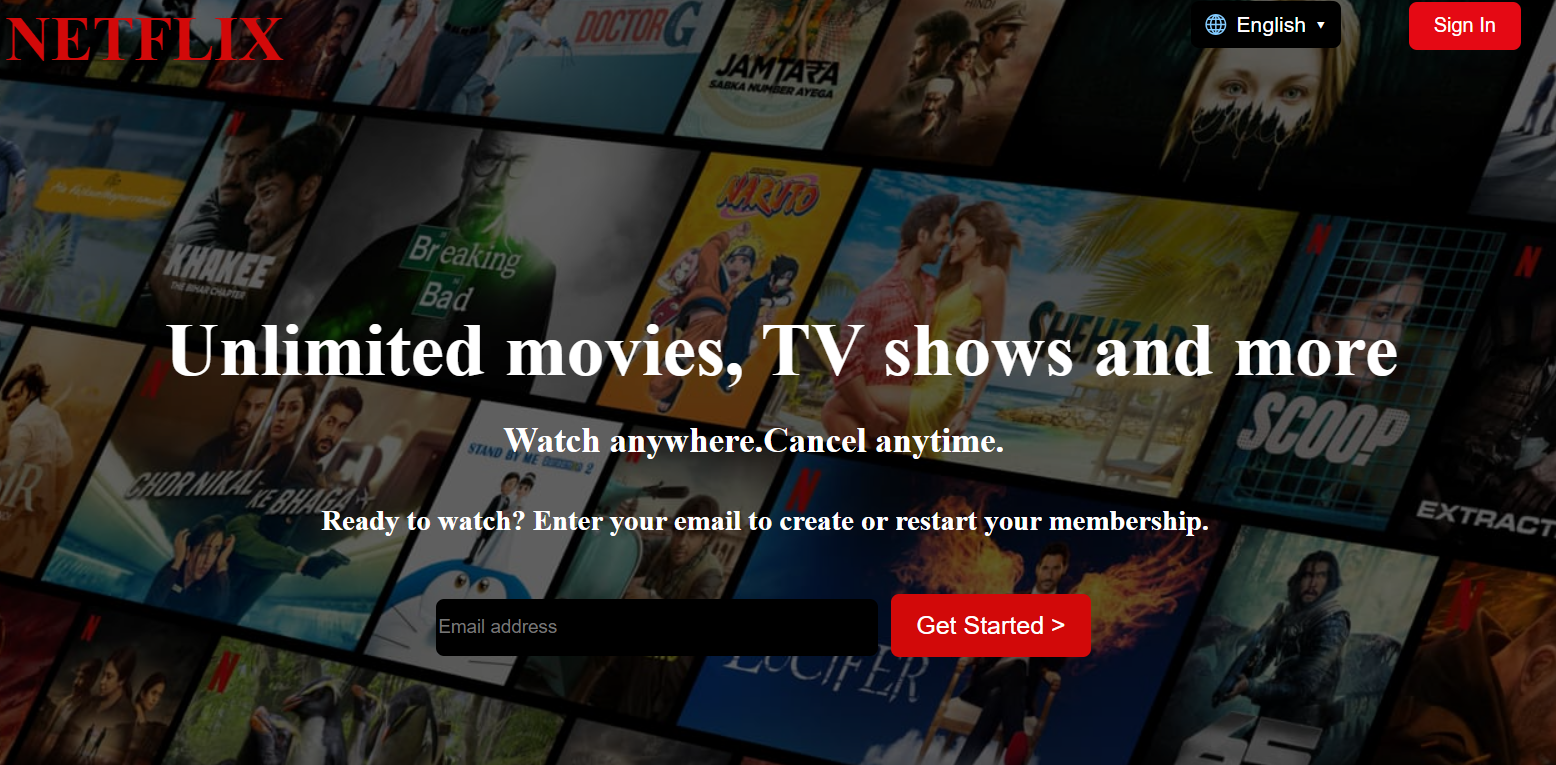 NETFLIX
English ▼
Sign In
DOCTOR G
JAMTARA
SABKA NUMBER AYEGA
HINDI
KHAKEE
THE BIHAR CHAPTER
Breaking
Bad
NARUTO
SHEHZADA
SCOOP
Unlimited movies, TV shows and more
Watch anywhere.Cancel anytime.
CHOR NIKAL
KE BHAGA
STAND BY ME
2
EXTRACT
Ready to watch? Enter your email to create or restart your membership.
Email address
Get Started >
LUCIFER
65